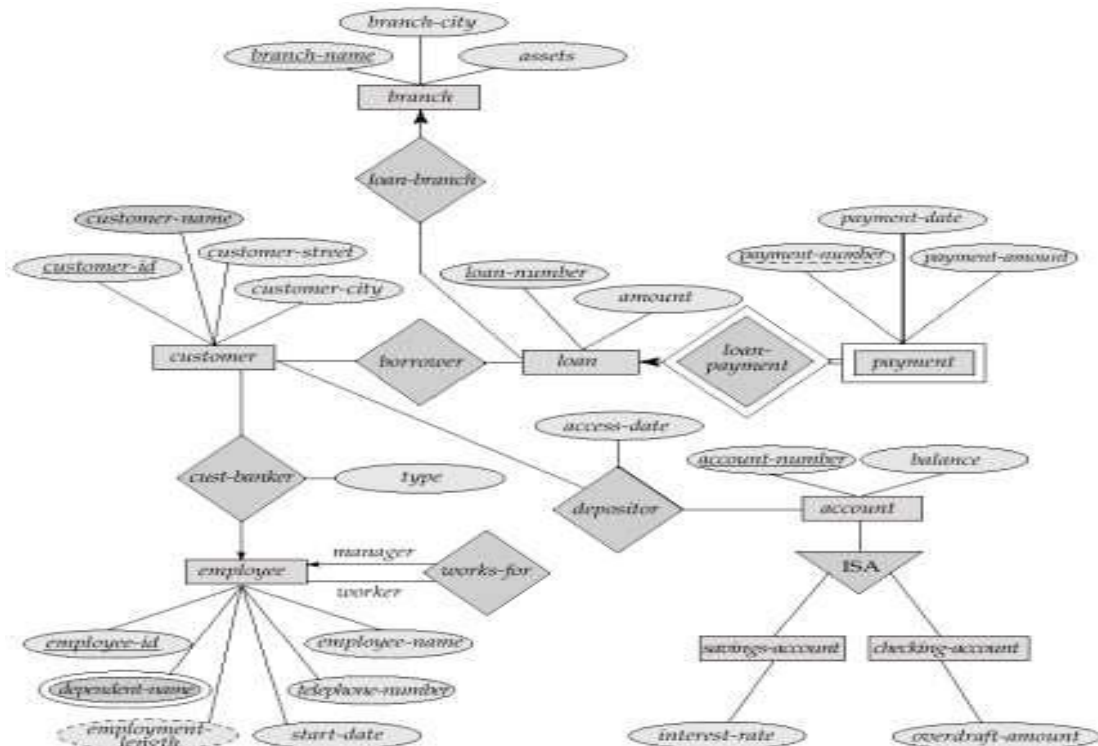 branch-city
branch-name
assets
branch
loan-branch
customer-name
payment-date
customer-street
customer-id
loan-number
payment-number
payment-amount
customer-city
amount
customer
borrower
loan
loan-
payment
payment
access-date
account-number
balance
cust-banker
type
depositor
account
manager
employee
works-for
worker
ISA
employee-id
employee-name
savings-account
checking-account
dependent-name
telephone-number
employment-
length
start-date
interest-rate
overdraft-amount